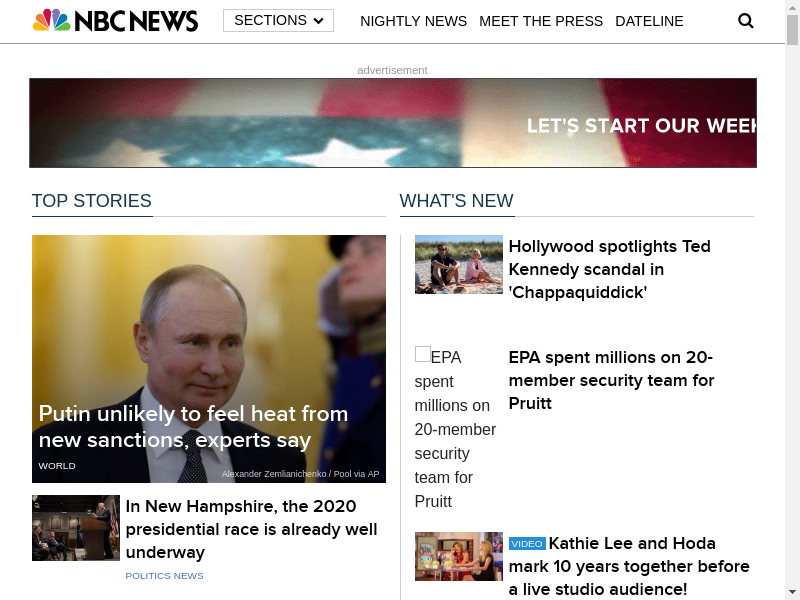 NBC NEWS
SECTIONS
NIGHTLY NEWS MEET THE PRESS DATELINE
advertisement
LET'S START OUR WEEK
TOP STORIES
Putin unlikely to feel heat from
new sanctions, experts say
WORLD
Alexander Zemlianichenko / Pool via AP
In New Hampshire, the 2020
presidential race is already well
underway
POLITICS NEWS
WHAT'S NEW
Hollywood spotlights Ted
Kennedy scandal in
'Chappaquiddick'
EPA
spent
millions on
20-member
security
team for
Pruitt
EPA spent millions on 20-
member security team for
Pruitt
VIDEO Kathie Lee and Hoda
mark 10 years together before
a live studio audience!